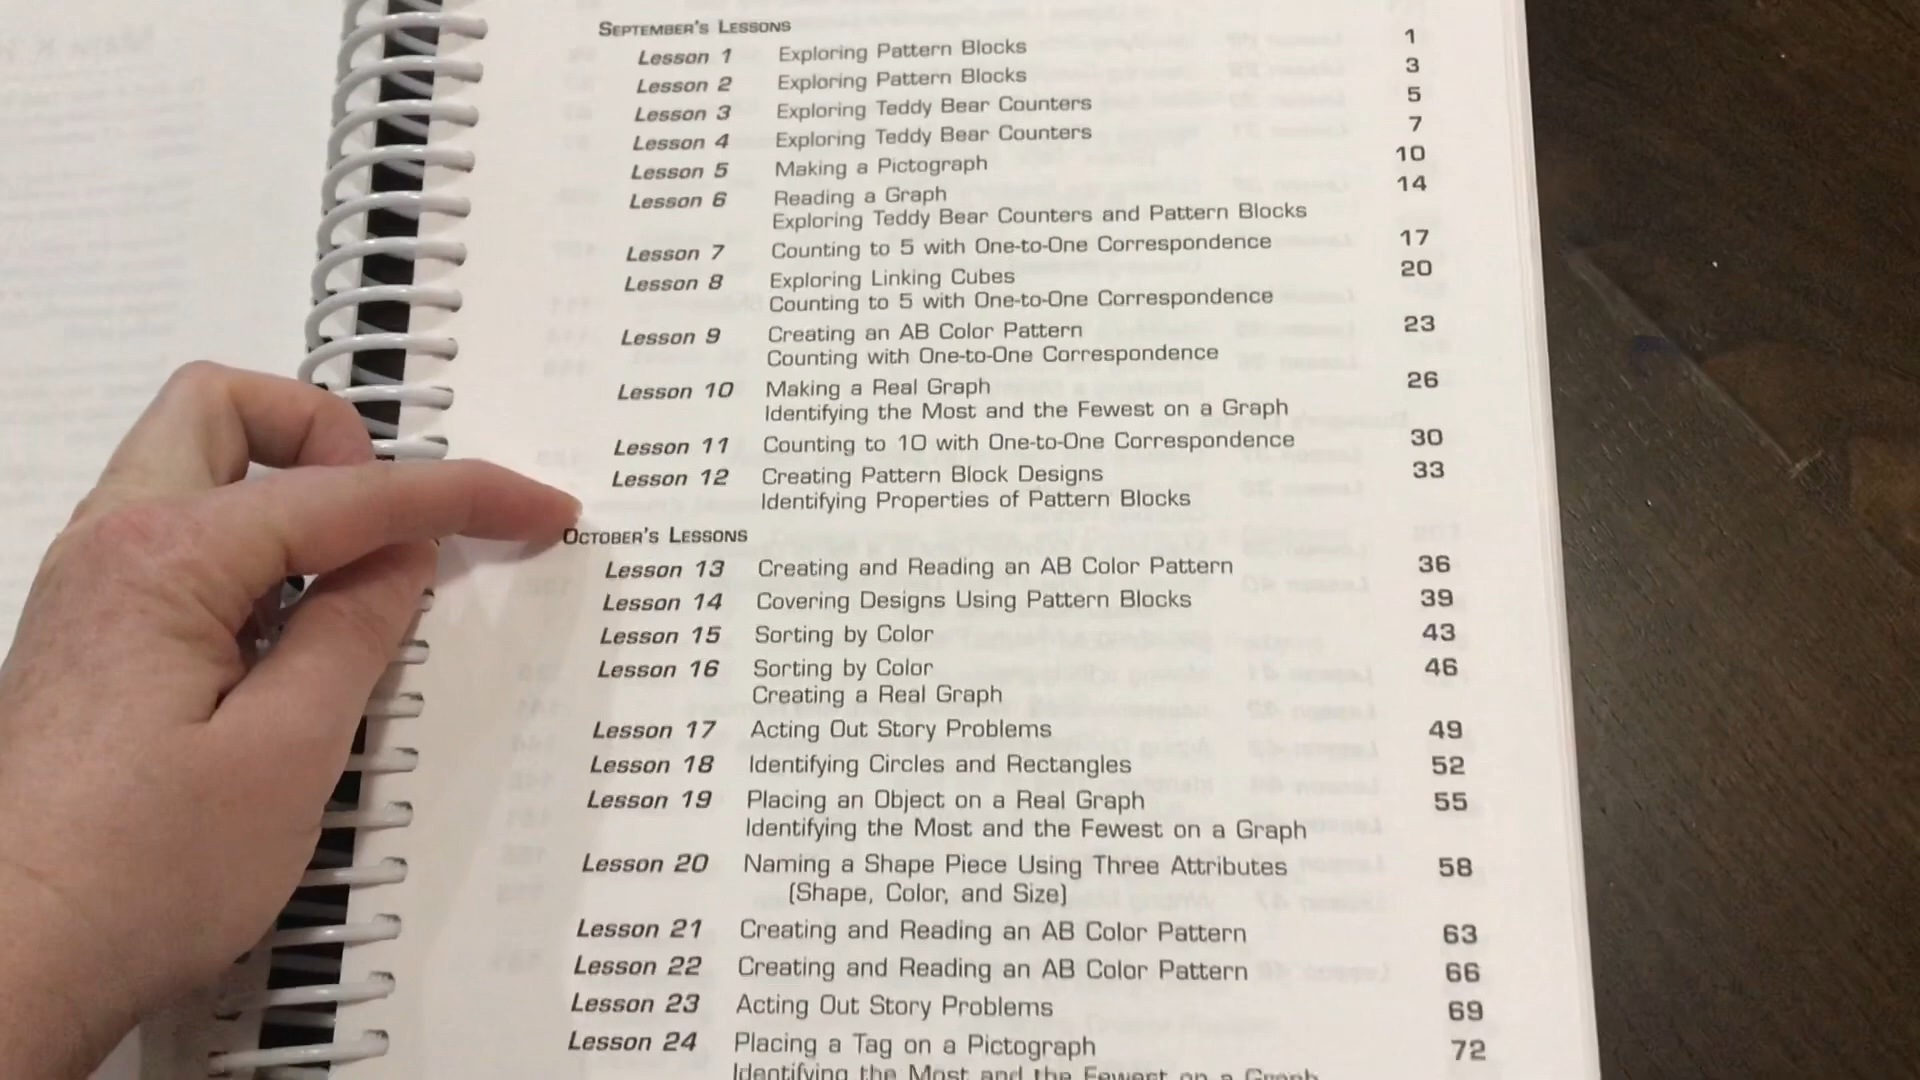 SEPTEMBER'S LESSONS
Lesson 1 Exploring Pattern Blocks 1
Lesson 2 Exploring Pattern Blocks 3
Lesson 3 Exploring Teddy Bear Counters 5
Lesson 4 Exploring Teddy Bear Counters 7
Lesson 5 Making a Pictograph 10
Lesson 6 Reading a Graph 14
Exploring Teddy Bear Counters and Pattern Blocks
Lesson 7 Counting to 5 with One-to-One Correspondence 17
Lesson 8 Exploring Linking Cubes 20
Counting to 5 with One-to-One Correspondence
Lesson 9 Creating an AB Color Pattern 23
Counting with One-to-One Correspondence
Lesson 10 Making a Real Graph 26
Identifying the Most and the Fewest on a Graph
Lesson 11 Counting to 10 with One-to-One Correspondence 30
Lesson 12 Creating Pattern Block Designs 33
Identifying Properties of Pattern Blocks
OCTOBER'S LESSONS
Lesson 13 Creating and Reading an AB Color Pattern 36
Lesson 14 Covering Designs Using Pattern Blocks 39
Lesson 15 Sorting by Color 43
Lesson 16 Sorting by Color 46
Creating a Real Graph
Lesson 17 Acting Out Story Problems 49
Lesson 18 Identifying Circles and Rectangles 52
Lesson 19 Placing an Object on a Real Graph 55
Identifying the Most and the Fewest on a Graph
Lesson 20 Naming a Shape Piece Using Three Attributes 58
(Shape, Color, and Size)
Lesson 21 Creating and Reading an AB Color Pattern 63
Lesson 22 Creating and Reading an AB Color Pattern 66
Lesson 23 Acting Out Story Problems 69
Lesson 24 Placing a Tag on a Pictograph 72
Identifying the Most and the Fewest on a Graph